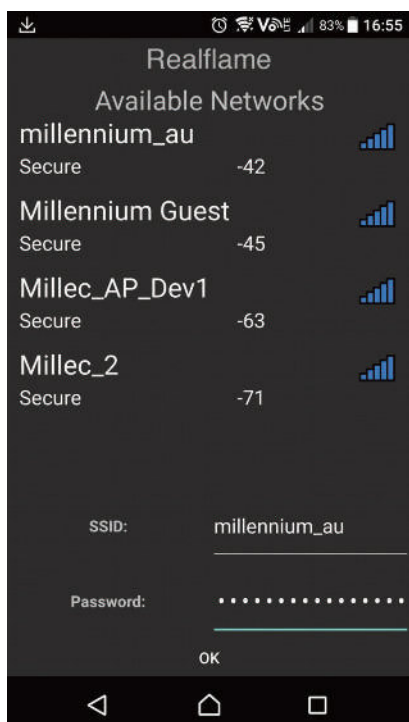 83% 16:55
Realflame
Available Networks
millennium_au
Secure -42
Millennium Guest
Secure -45
Millec_AP_Dev1
Secure -63
Millec_2
Secure -71
SSID: millennium_au
Password: ••••••••••••••••
OK